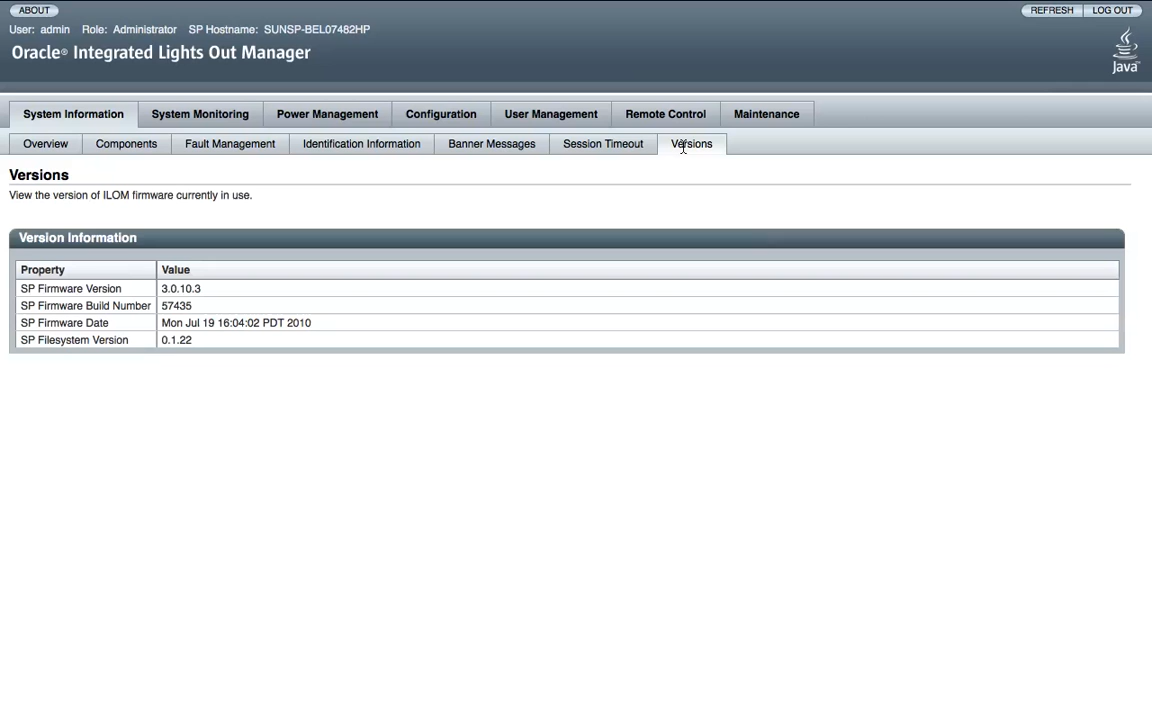 ABOUT
REFRESH LOG OUT
User: admin Role: Administrator SP Hostname: SUNSP-BEL07482HP
Oracle® Integrated Lights Out Manager
Java™
System Information System Monitoring Power Management Configuration User Management Remote Control Maintenance
Overview Components Fault Management Identification Information Banner Messages Session Timeout Versions
Versions
View the version of ILOM firmware currently in use.
Version Information
Property Value
SP Firmware Version 3.0.10.3
SP Firmware Build Number 57435
SP Firmware Date Mon Jul 19 16:04:02 PDT 2010
SP Filesystem Version 0.1.22